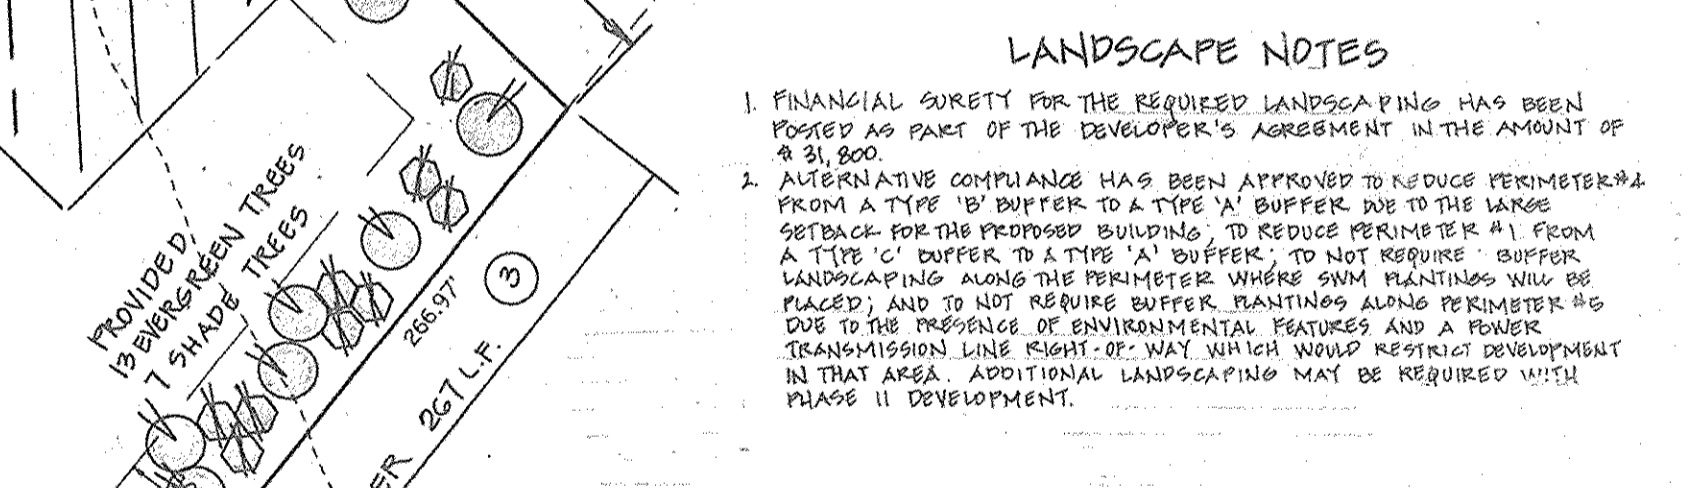 PROVIDED
13 EVERGREEN TREES
7 SHADE TREES
266.97'
3
267 L.F.
LANDSCAPE NOTES
1. FINANCIAL SURETY FOR THE REQUIRED LANDSCAPING HAS BEEN
POSTED AS PART OF THE DEVELOPER'S AGREEMENT IN THE AMOUNT OF
$ 31,800.
2. ALTERNATIVE COMPLIANCE HAS BEEN APPROVED TO REDUCE PERIMETER
FROM A TYPE 'B' BUFFER TO A TYPE 'A' BUFFER DUE TO THE LARGE
SETBACK FOR THE PROPOSED BUILDING; TO REDUCE PERIMETER #1 FROM
A TYPE 'C' BUFFER TO A TYPE 'A' BUFFER; TO NOT REQUIRE BUFFER
LANDSCAPING ALONG THE PERIMETER WHERE SWM PLANTINGS WILL BE
PLACED; AND TO NOT REQUIRE BUFFER PLANTINGS ALONG PERIMETER #5
DUE TO THE PRESENCE OF ENVIRONMENTAL FEATURES AND A POWER
TRANSMISSION LINE RIGHT-OF-WAY WHICH WOULD RESTRICT DEVELOPMENT
IN THAT AREA. ADDITIONAL LANDSCAPING MAY BE REQUIRED WITH
PHASE II DEVELOPMENT.